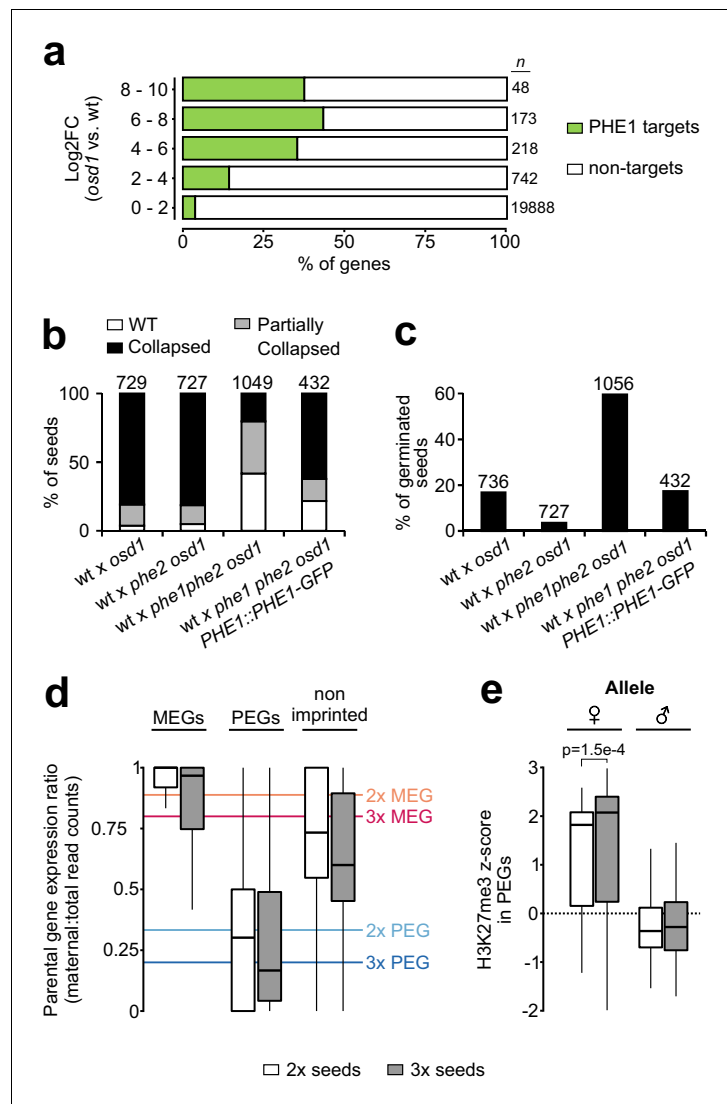 a
n
8 - 10
48
6 - 8
173
4 - 6
218
2 - 4
742
0 - 2
19888
Log2FC
(osd1 vs. wt)
0 25 50 75 100
% of genes
PHE1 targets
non-targets
b
WT
Collapsed
Partially
Collapsed
% of seeds
100
50
0
729 727 1049 432
wt x osd1
wt x phe2 osd1
wt x phe1phe2 osd1
wt x phe1 phe2 osd1
PHE1::PHE1-GFP
c
% of germinated
seeds
60
40
20
0
736
727
1056
432
wt x osd1
wt x phe2 osd1
wt x phe1phe2 osd1
wt x phe1 phe2 osd1
PHE1::PHE1-GFP
d
MEGs
PEGs
non
imprinted
Parental gene expression ratio
(maternal:total read counts)
1
0.75
0.5
0.25
0
2x MEG
3x MEG
2x PEG
3x PEG
e
Allele
♀ ♂
p=1.5e-4
H3K27me3 z-score
in PEGs
3
2
1
0
-1
-2
2x seeds
3x seeds